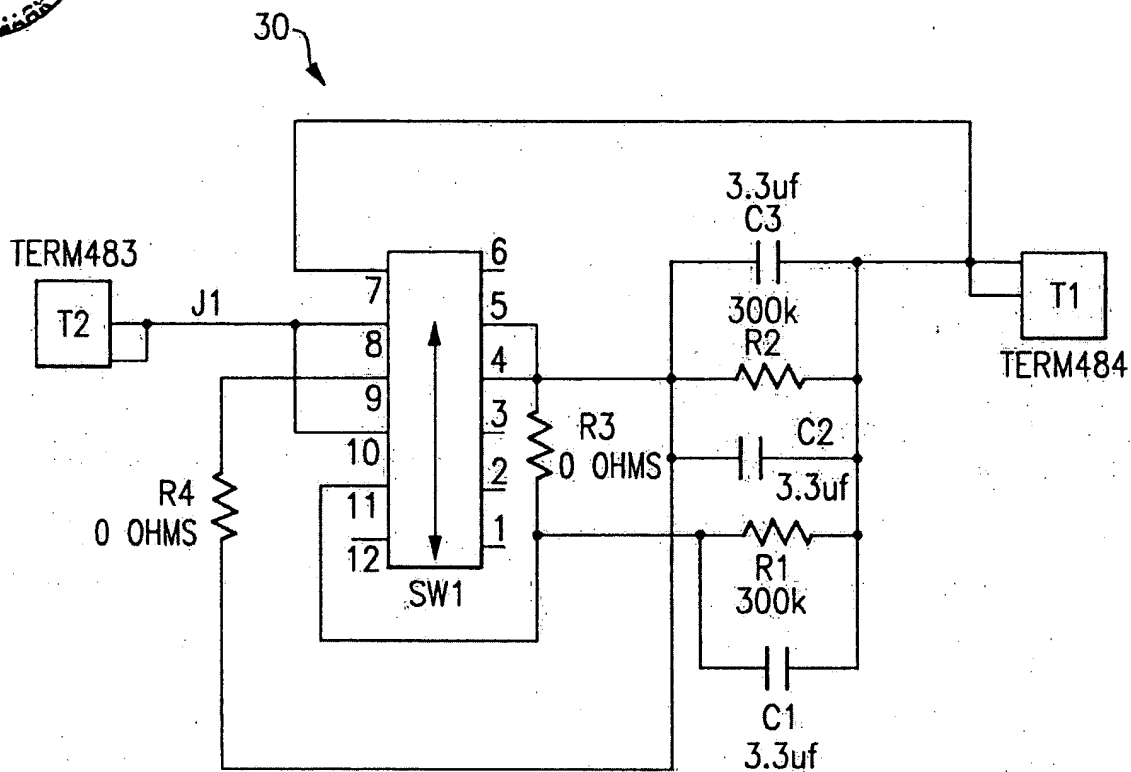 30
TERM483
T2
J1
7
8
9
10
11
12
6
5
4
3
2
1
SW1
R4
0 OHMS
R3
0 OHMS
3.3uf
C3
300k
R2
C2
3.3uf
R1
300k
C1
3.3uf
T1
TERM484